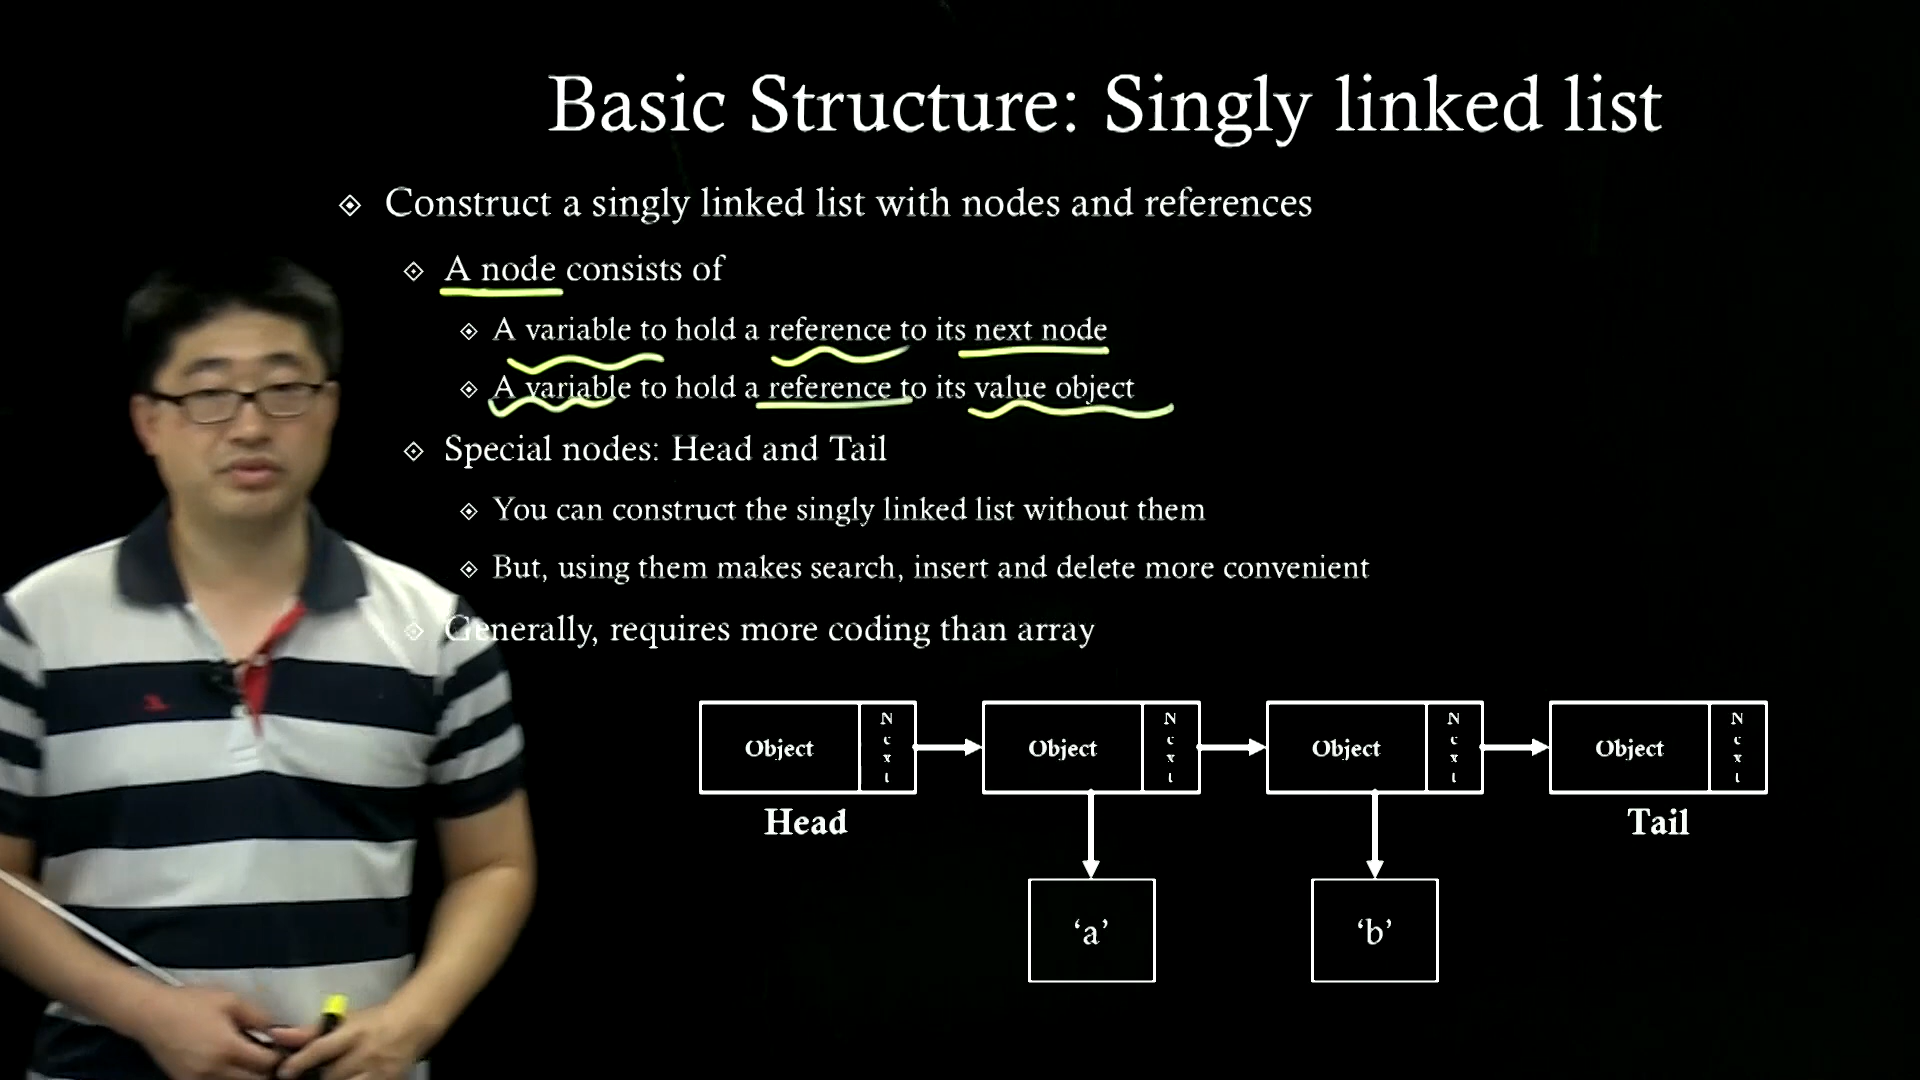 Basic Structure: Singly linked list
Construct a singly linked list with nodes and references
A node consists of
A variable to hold a reference to its next node
A variable to hold a reference to its value object
Special nodes: Head and Tail
You can construct the singly linked list without them
But, using them makes search, insert and delete more convenient
Generally, requires more coding than array
Object Next Object Next Object Next Object Next
Head Tail
‘a’ ‘b’